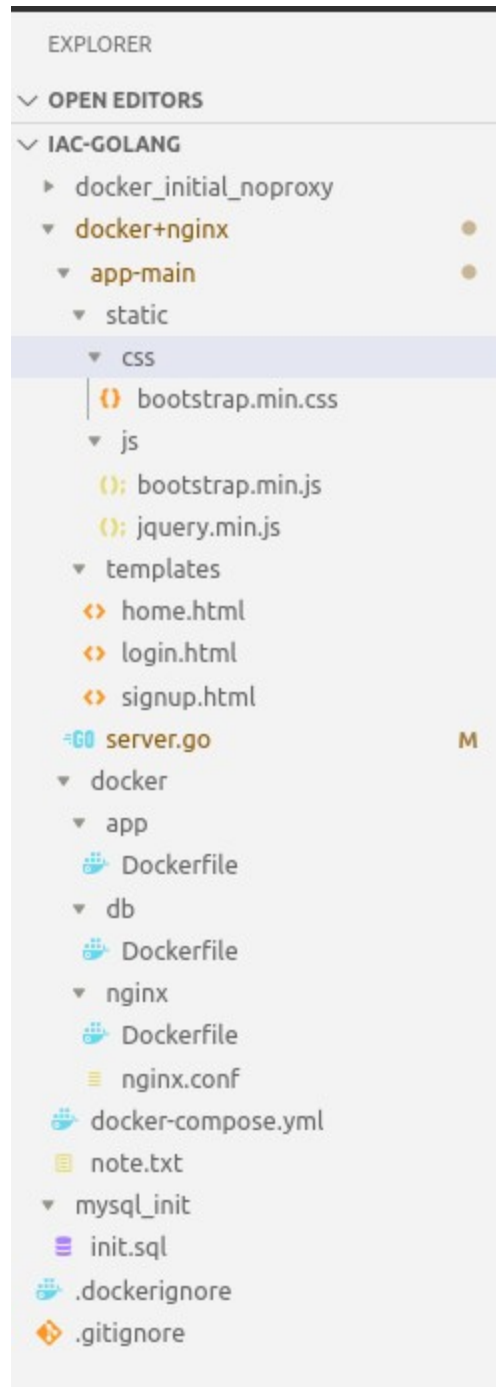 EXPLORER
OPEN EDITORS
IAC-GOLANG
docker_initial_noproxy
docker+nginx
app-main
static
css
bootstrap.min.css
js
bootstrap.min.js
jquery.min.js
templates
home.html
login.html
signup.html
GO server.go M
docker
app
Dockerfile
db
Dockerfile
nginx
Dockerfile
nginx.conf
docker-compose.yml
note.txt
mysql_init
init.sql
.dockerignore
.gitignore